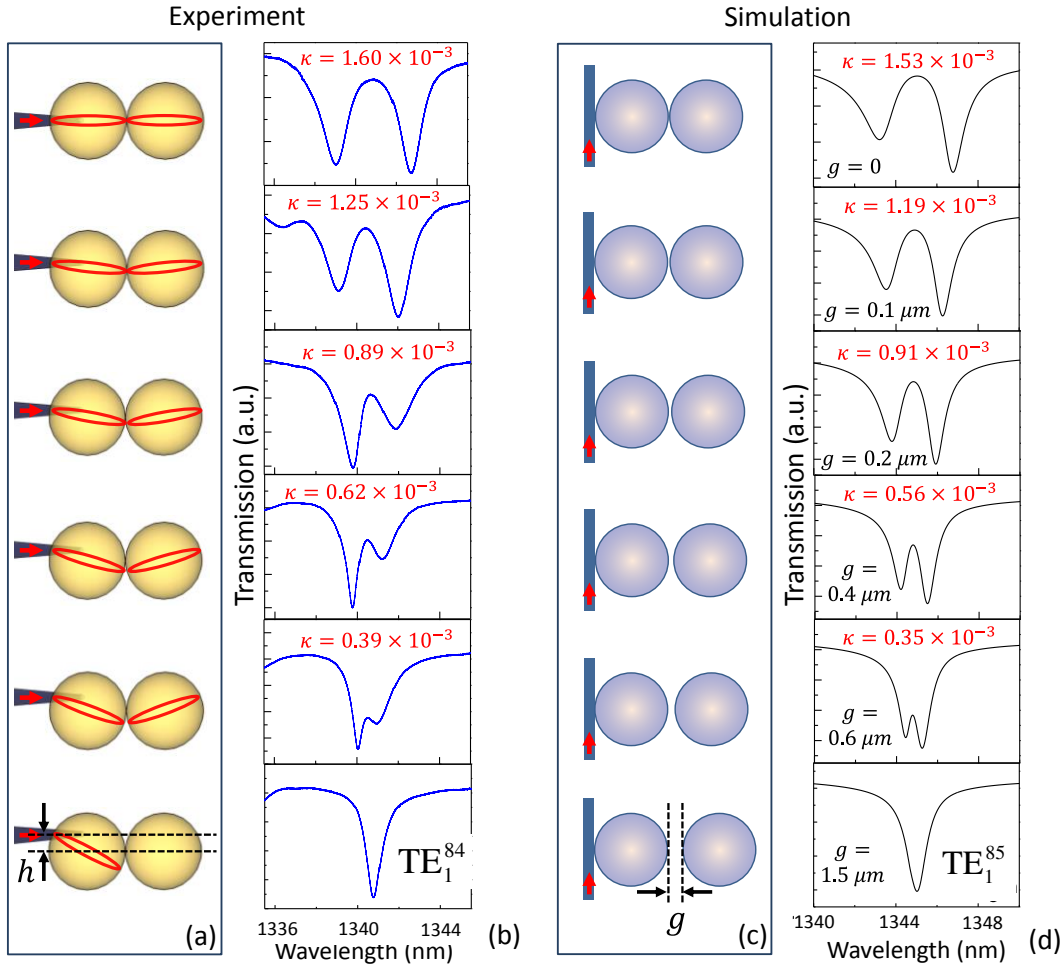 Experiment
Simulation
κ = 1.60 × 10⁻³
κ = 1.25 × 10⁻³
κ = 0.89 × 10⁻³
κ = 0.62 × 10⁻³
κ = 0.39 × 10⁻³
TE₁⁸⁴
Transmission (a.u.)
h
(a)
1336 1340 1344
Wavelength (nm)
(b)
g
(c)
κ = 1.53 × 10⁻³
g = 0
κ = 1.19 × 10⁻³
g = 0.1 μm
κ = 0.91 × 10⁻³
g = 0.2 μm
κ = 0.56 × 10⁻³
g =
0.4 μm
κ = 0.35 × 10⁻³
g =
0.6 μm
g =
1.5 μm
TE₁⁸⁵
Transmission (a.u.)
1340 1344 1348
Wavelength (nm)
(d)